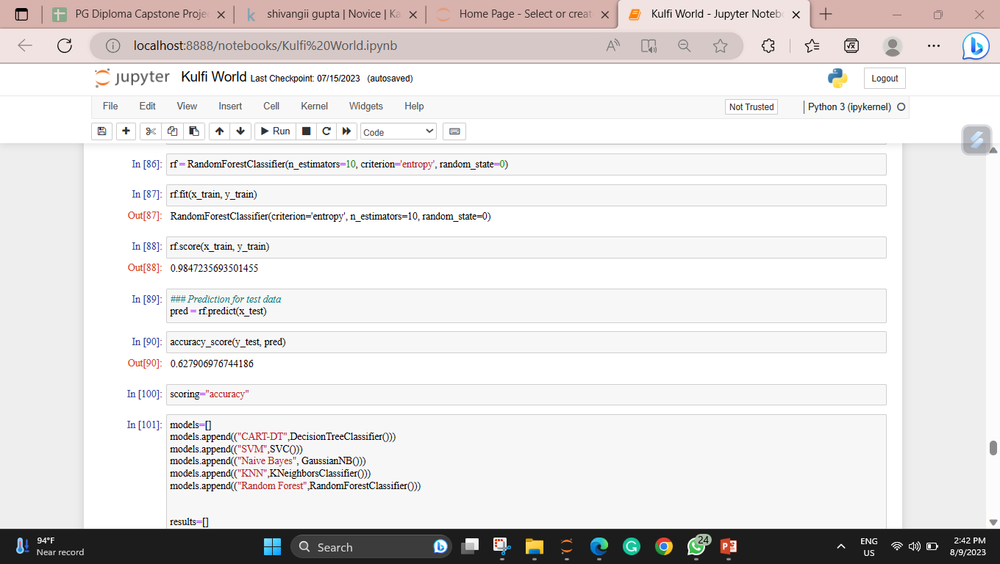 PG Diploma Capstone Projec
shivangii gupta | Novice | Ka
Home Page - Select or creat
Kulfi World - Jupyter Noteb
localhost:8888/notebooks/Kulfi%20World.ipynb
jupyter Kulfi World Last Checkpoint: 07/15/2023 (autosaved)
Logout
File Edit View Insert Cell Kernel Widgets Help
Not Trusted
Python 3 (ipykernel)
Run
Code
In [86]: rf = RandomForestClassifier(n_estimators=10, criterion='entropy', random_state=0)
In [87]: rf.fit(x_train, y_train)
Out[87]: RandomForestClassifier(criterion='entropy', n_estimators=10, random_state=0)
In [88]: rf.score(x_train, y_train)
Out[88]: 0.9847235693501455
In [89]: ### Prediction for test data
pred = rf.predict(x_test)
In [90]: accuracy_score(y_test, pred)
Out[90]: 0.627906976744186
In [100]: scoring="accuracy"
In [101]: models=[]
models.append(("CART-DT",DecisionTreeClassifier()))
models.append(("SVM",SVC()))
models.append(("Naive Bayes", GaussianNB()))
models.append(("KNN",KNeighborsClassifier()))
models.append(("Random Forest",RandomForestClassifier()))
results=[]
94°F
Near record
Search
24
ENG
US
2:42 PM
8/9/2023